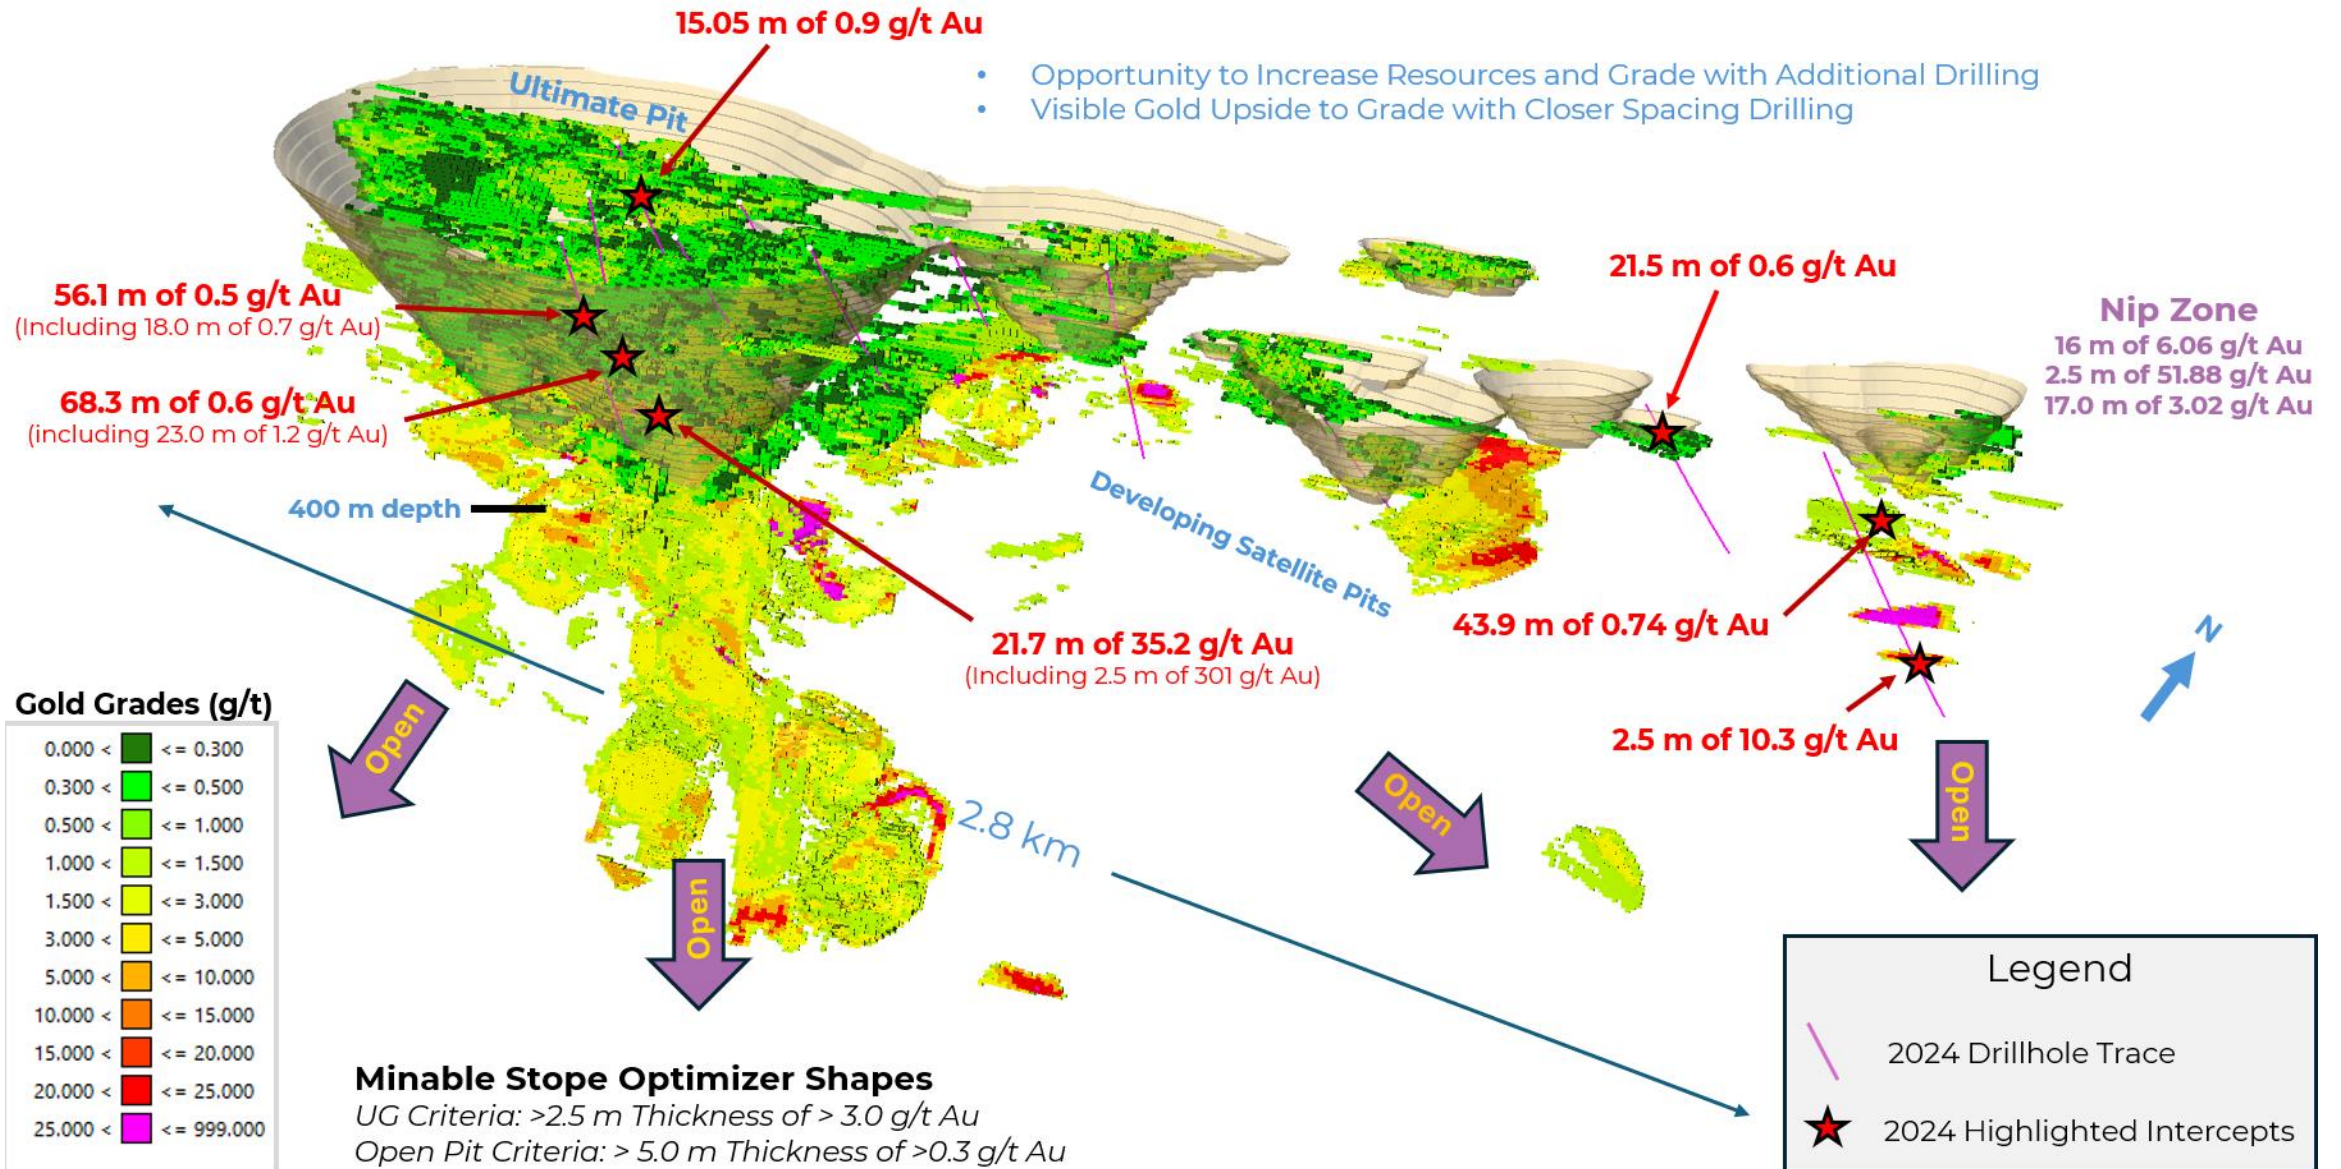 15.05 m of 0.9 g/t Au
• Opportunity to Increase Resources and Grade with Additional Drilling
• Visible Gold Upside to Grade with Closer Spacing Drilling
Ultimate Pit
56.1 m of 0.5 g/t Au
(Including 18.0 m of 0.7 g/t Au)
68.3 m of 0.6 g/t Au
(including 23.0 m of 1.2 g/t Au)
400 m depth
21.5 m of 0.6 g/t Au
Nip Zone
16 m of 6.06 g/t Au
2.5 m of 51.88 g/t Au
17.0 m of 3.02 g/t Au
Developing Satellite Pits
21.7 m of 35.2 g/t Au
(Including 2.5 m of 301 g/t Au)
43.9 m of 0.74 g/t Au
2.5 m of 10.3 g/t Au
N
Open
Open
Open
Open
2.8 km
Gold Grades (g/t)
0.000 < <= 0.300
0.300 < <= 0.500
0.500 < <= 1.000
1.000 < <= 1.500
1.500 < <= 3.000
3.000 < <= 5.000
5.000 < <= 10.000
10.000 < <= 15.000
15.000 < <= 20.000
20.000 < <= 25.000
25.000 < <= 999.000
Minable Stope Optimizer Shapes
UG Criteria: >2.5 m Thickness of > 3.0 g/t Au
Open Pit Criteria: > 5.0 m Thickness of >0.3 g/t Au
Legend
2024 Drillhole Trace
2024 Highlighted Intercepts